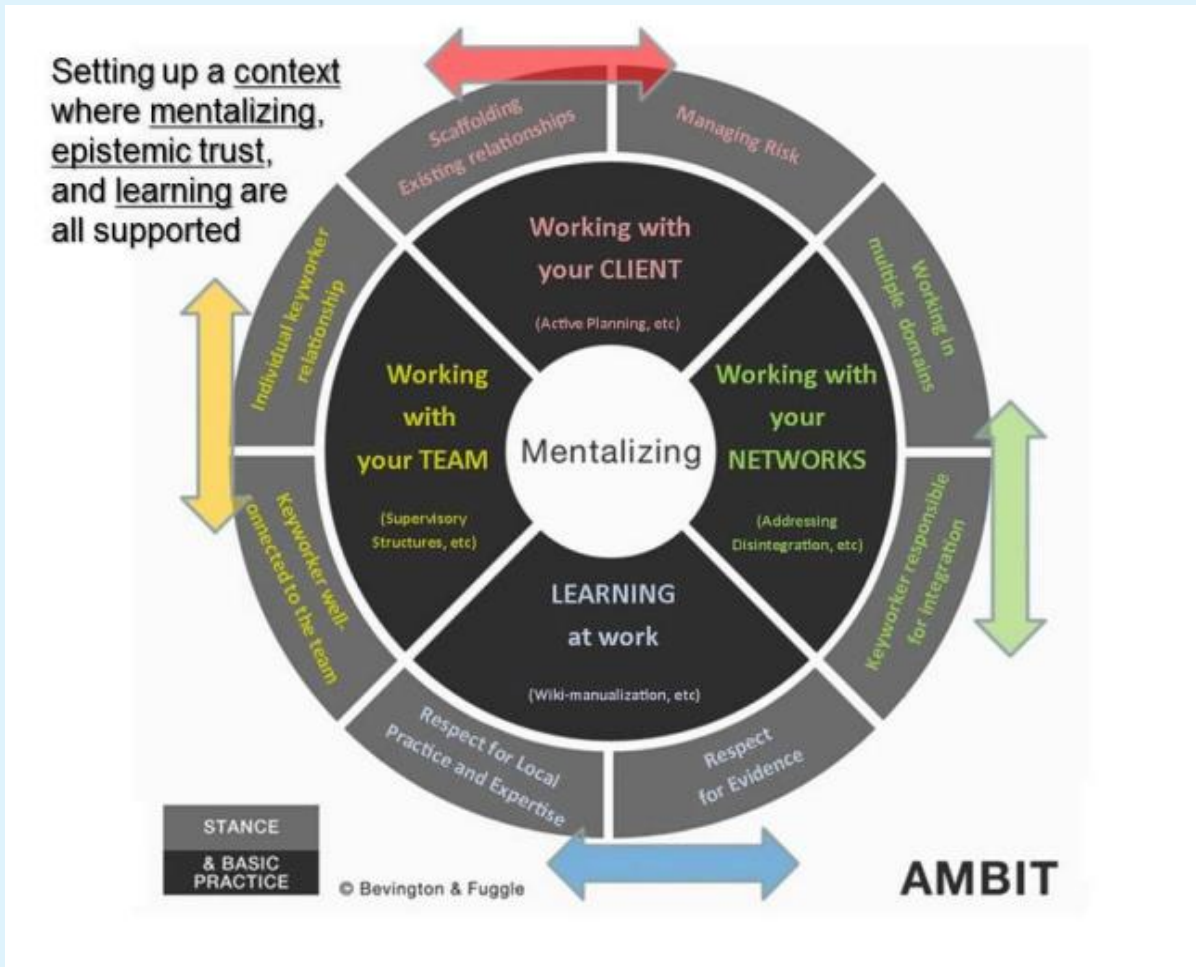 Setting up a context
where mentalizing,
epistemic trust,
and learning are
all supported
Scaffolding
Existing relationships
Managing Risk
Working in
multiple domains
Keyworker responsible
for integration
Respect
for Evidence
Respect for Local
Practice and Expertise
Keyworker well-
onnected to the team
Individual keyworker
relationship
Working with
your CLIENT
(Active Planning, etc)
Working
with
your TEAM
(Supervisory
Structures, etc)
Mentalizing
Working with
your
NETWORKS
(Addressing
Disintegration, etc)
LEARNING
at work
(Wiki-manualization, etc)
STANCE
& BASIC
PRACTICE
© Bevington & Fuggle
AMBIT